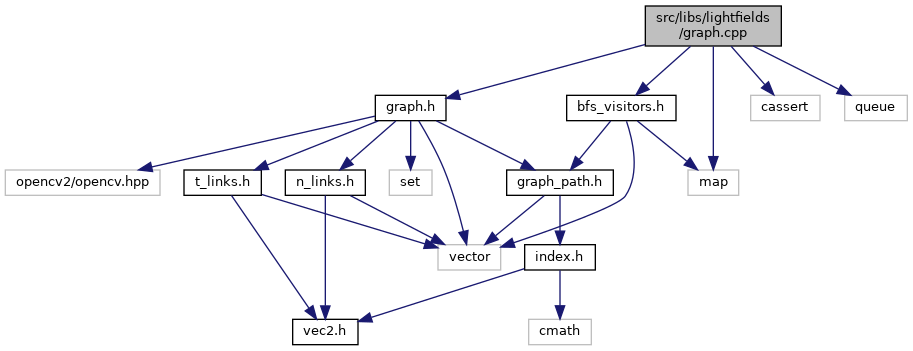 src/libs/lightfields
/graph.cpp
graph.h
bfs_visitors.h
cassert
queue
opencv2/opencv.hpp
t_links.h
n_links.h
set
graph_path.h
map
vector
index.h
vec2.h
cmath